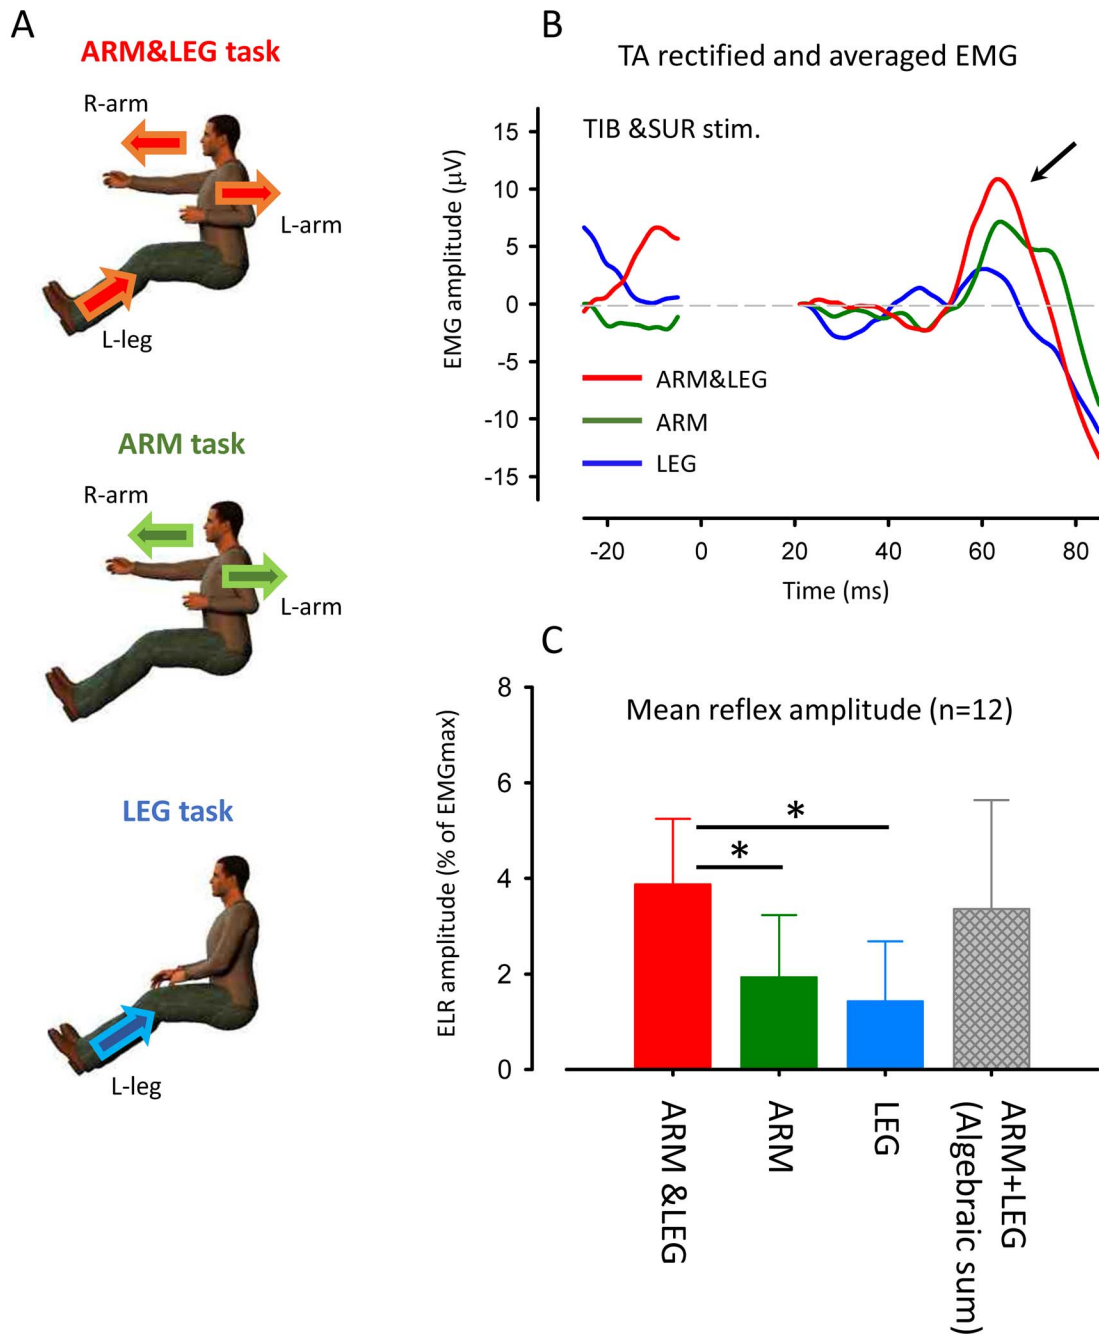 A
ARM&LEG task
R-arm
L-arm
L-leg
ARM task
R-arm
L-arm
LEG task
L-leg
B
TA rectified and averaged EMG
TIB &SUR stim.
EMG amplitude (µV)
15
10
5
0
-5
-10
-15
ARM&LEG
ARM
LEG
-20
0
20
40
60
80
Time (ms)
C
Mean reflex amplitude (n=12)
ELR amplitude (% of EMGmax)
8
6
4
2
0
*
*
ARM &LEG
ARM
LEG
ARM+LEG
(Algebraic sum)